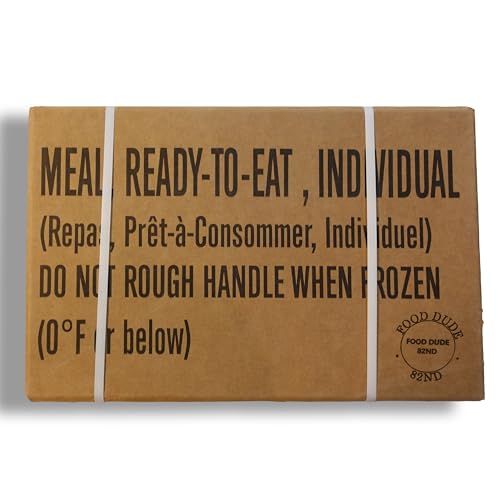 MEAL, READY-TO-EAT , INDIVIDUAL
(Repas, Prêt-à-Consommer, Individuel)
DO NOT ROUGH HANDLE WHEN FROZEN
(0°F or below)
FOOD DUDE
FOOD DUDE
82ND
82ND